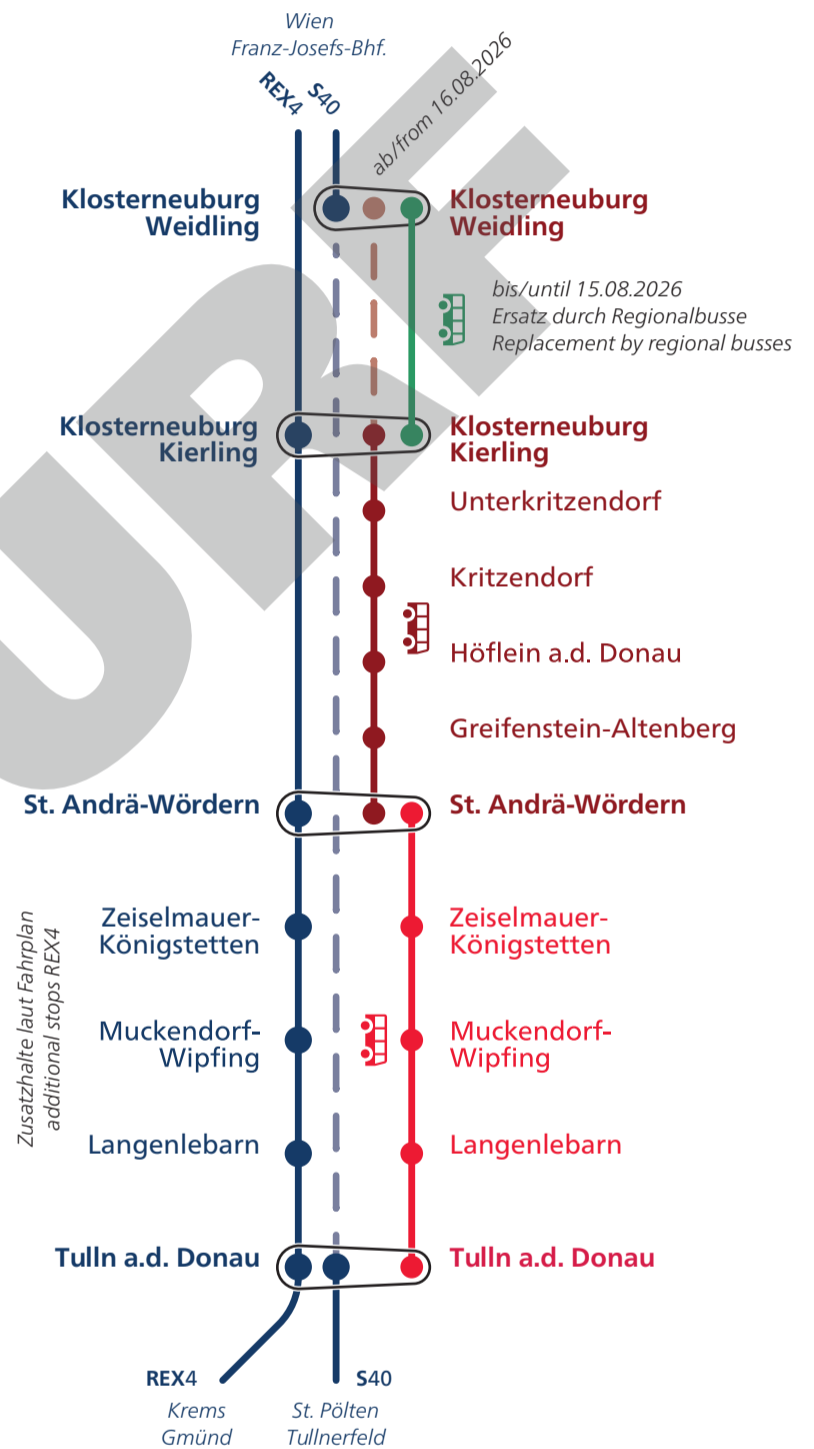 Wien
Franz-Josefs-Bhf.
REX4
S40
ab/from 16.08.2026
Klosterneuburg
Weidling
Klosterneuburg
Weidling
bis/until 15.08.2026
Ersatz durch Regionalbusse
Replacement by regional busses
Klosterneuburg
Kierling
Klosterneuburg
Kierling
Unterkritzendorf
Kritzendorf
Höflein a.d. Donau
Greifenstein-Altenberg
St. Andrä-Wördern
St. Andrä-Wördern
Zusatzhalte laut Fahrplan
additional stops REX4
Zeiselmauer-
Königstetten
Zeiselmauer-
Königstetten
Muckendorf-
Wipfing
Muckendorf-
Wipfing
Langenlebarn
Langenlebarn
Tulln a.d. Donau
Tulln a.d. Donau
REX4
Krems
Gmünd
S40
St. Pölten
Tullnerfeld
URF